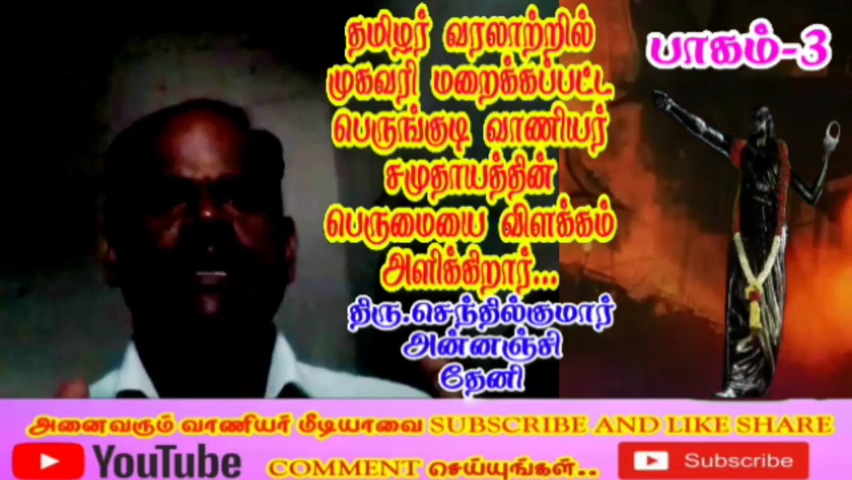 தமிழர் வரலாற்றில்
முகவரி மறைக்கப்பட்ட
பெருங்குடி வாணியர்
சமுதாயத்தின்
பெருமையை விளக்கம்
அளிக்கிறார்...
திரு.செந்தில்குமார்
அன்னஞ்சி
தேனி
பாகம்-3
அனைவரும் வாணியர் மீடியாவை SUBSCRIBE AND LIKE SHARE
YouTube COMMENT செய்யுங்கள்.. Subscribe